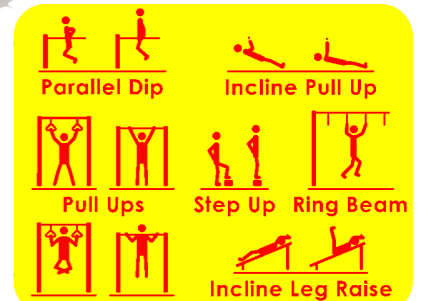 Parallel Dip
Incline Pull Up
Pull Ups
Step Up
Ring Beam
Incline Leg Raise